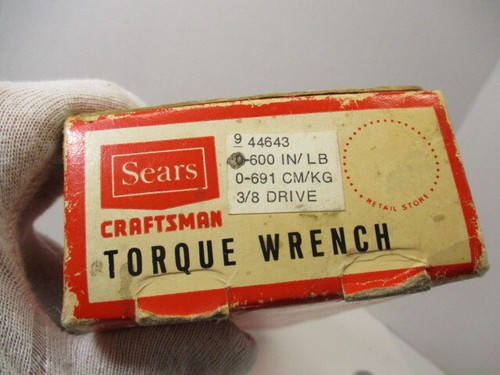 Sears
CRAFTSMAN
9 44643
0-600 IN/LB
0-691 CM/KG
3/8 DRIVE
RETAIL STORE
TORQUE WRENCH